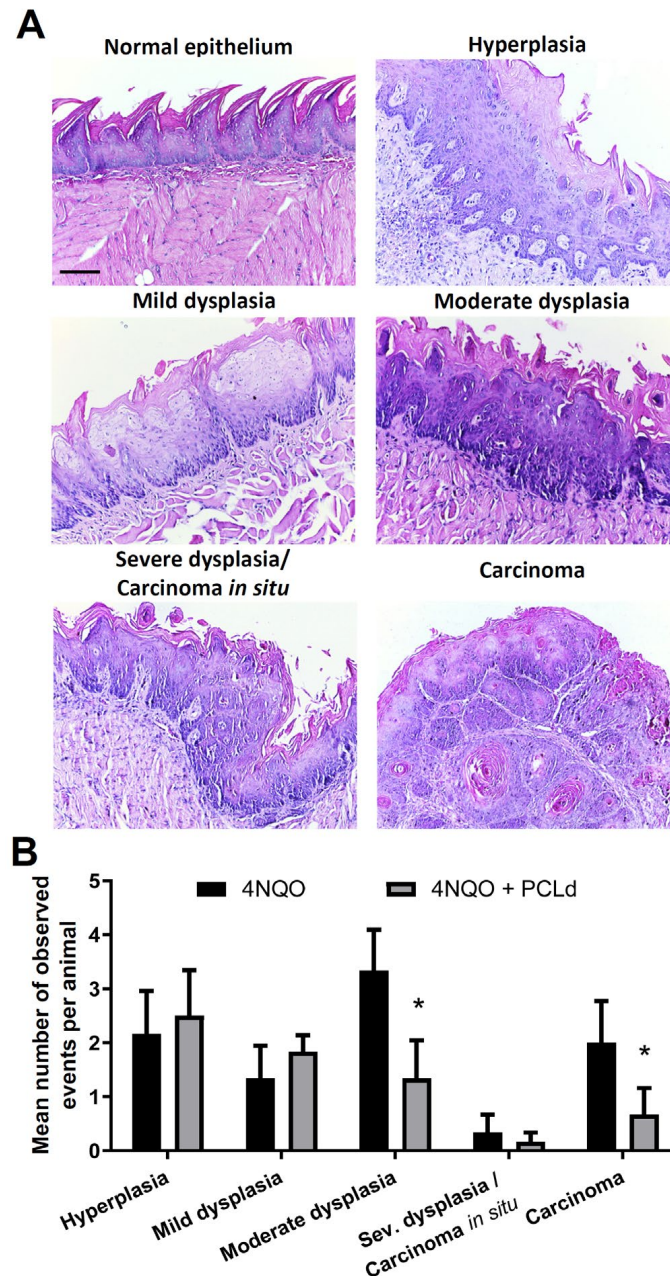 A
Normal epithelium
Hyperplasia
Mild dysplasia
Moderate dysplasia
Severe dysplasia/
Carcinoma in situ
Carcinoma
B
4NQO
4NQO + PCLd
Mean number of observed
events per animal
5
4
3
2
1
0
*
*
Hyperplasia
Mild dysplasia
Moderate dysplasia
Sev. dysplasia /
Carcinoma in situ
Carcinoma